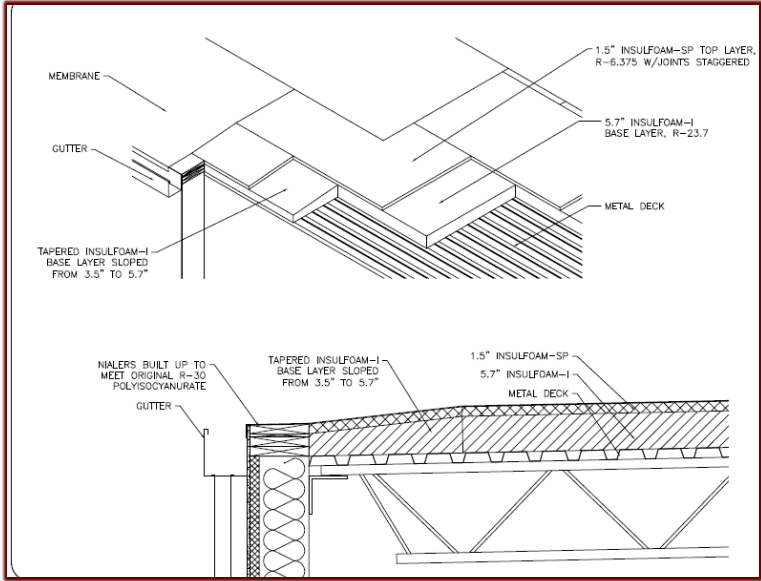 1.5" INSULFOAM-SP TOP LAYER,
R-6.375 W/JOINTS STAGGERED
MEMBRANE
5.7" INSULFOAM-I
BASE LAYER, R-23.7
GUTTER
METAL DECK
TAPERED INSULFOAM-I
BASE LAYER SLOPED
FROM 3.5" TO 5.7"
NIALERS BUILT UP TO
MEET ORIGINAL R-30
POLYISOCYANURATE
GUTTER
TAPERED INSULFOAM-I
BASE LAYER SLOPED
FROM 3.5" TO 5.7"
1.5" INSULFOAM-SP
5.7" INSULFOAM-I
METAL DECK